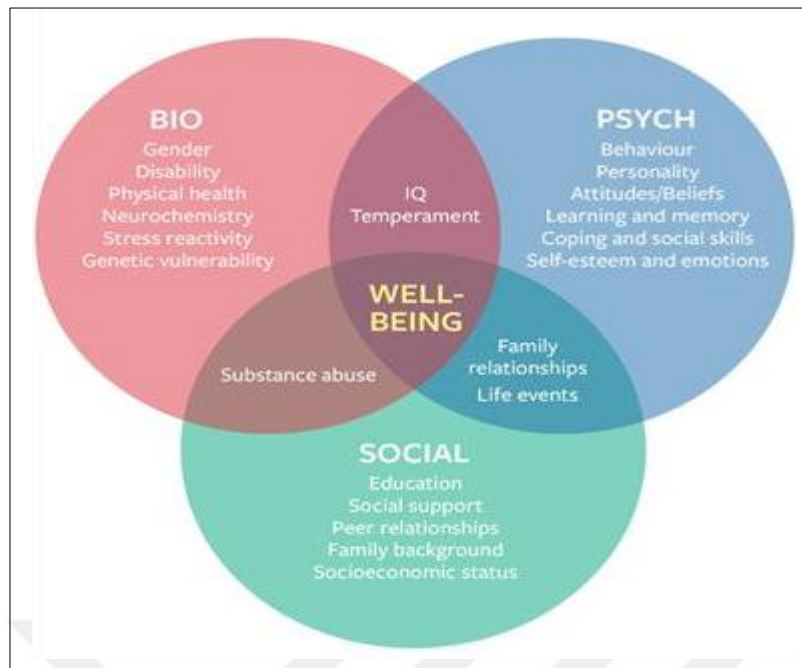 BIO
Gender
Disability
Physical health
Neurochemistry
Stress reactivity
Genetic vulnerability
IQ
Temperament
PSYCH
Behaviour
Personality
Attitudes/Beliefs
Learning and memory
Coping and social skills
Self-esteem and emotions
WELL-
BEING
Substance abuse
Family
relationships
Life events
SOCIAL
Education
Social support
Peer relationships
Family background
Socioeconomic status